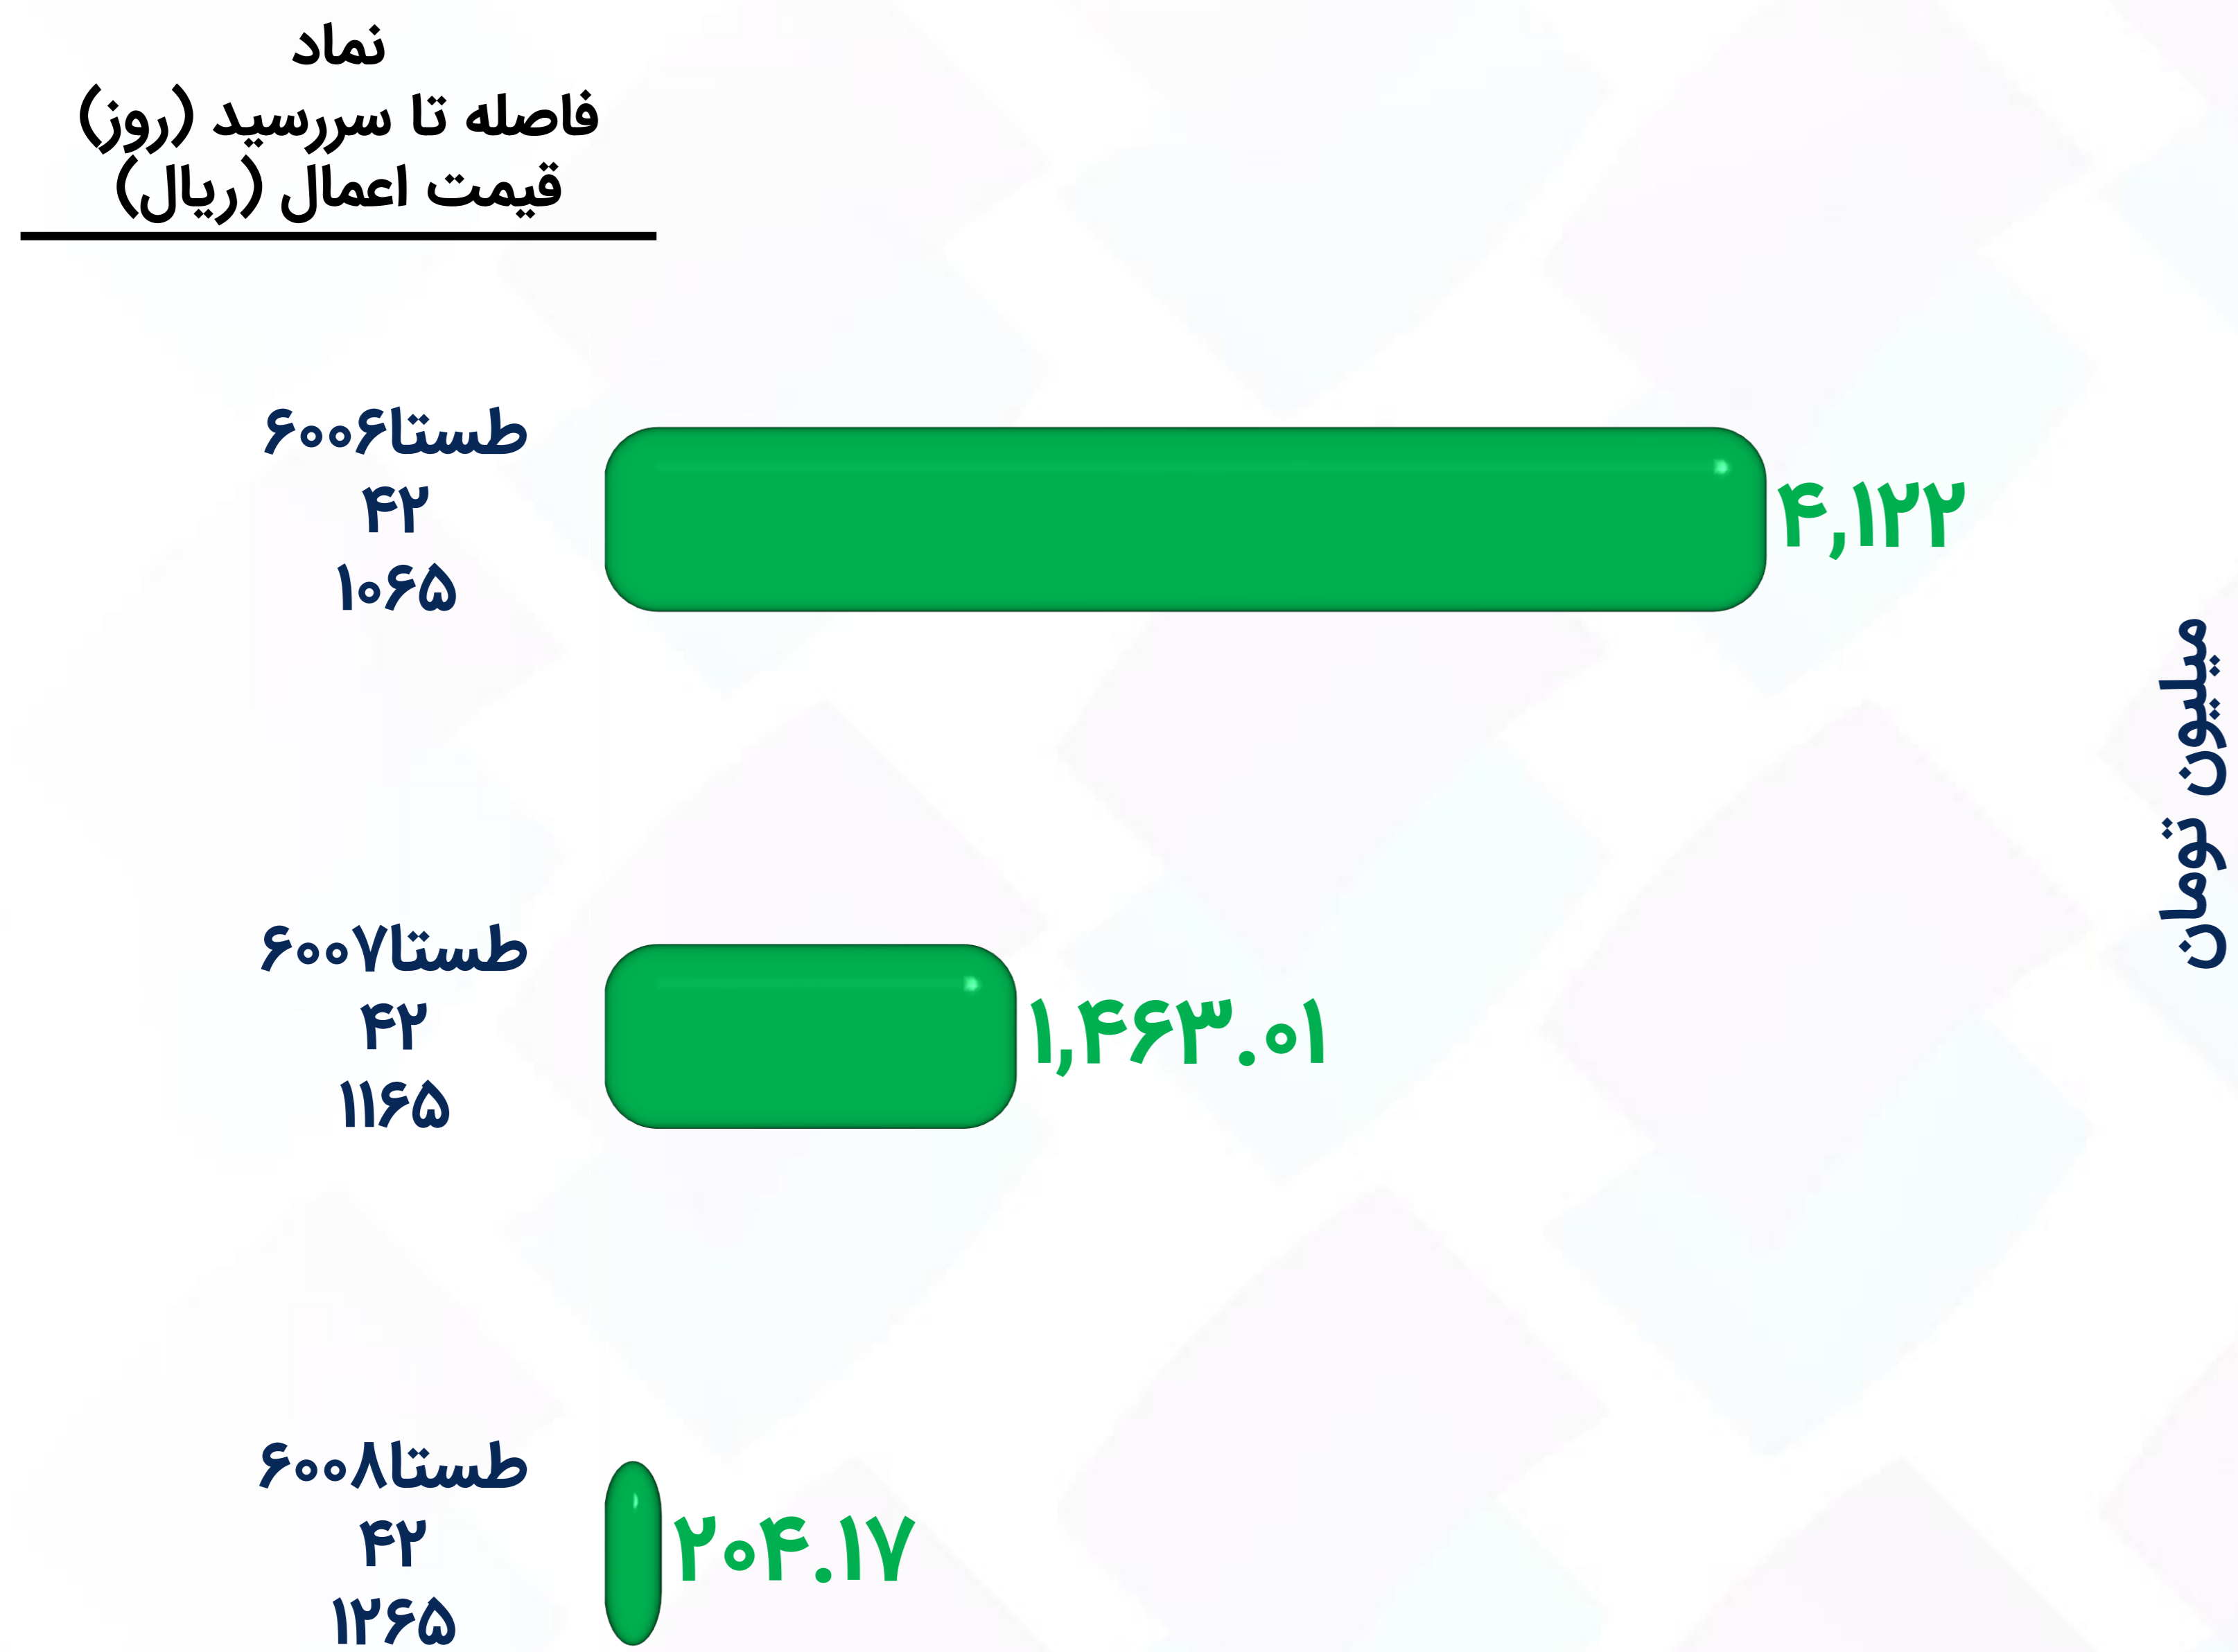 نماد
فاصله تا سررسید (روز)
قیمت اعمال (ریال)
طستا۶۰۰۶
۴۲
۱۰۶۵
۴,۱۲۲
طستا۶۰۰۷
۴۲
۱۱۶۵
۱,۴۶۳.۰۱
طستا۶۰۰۸
۴۲
۱۲۶۵
۲۰۴.۱۷
میلیون تومان